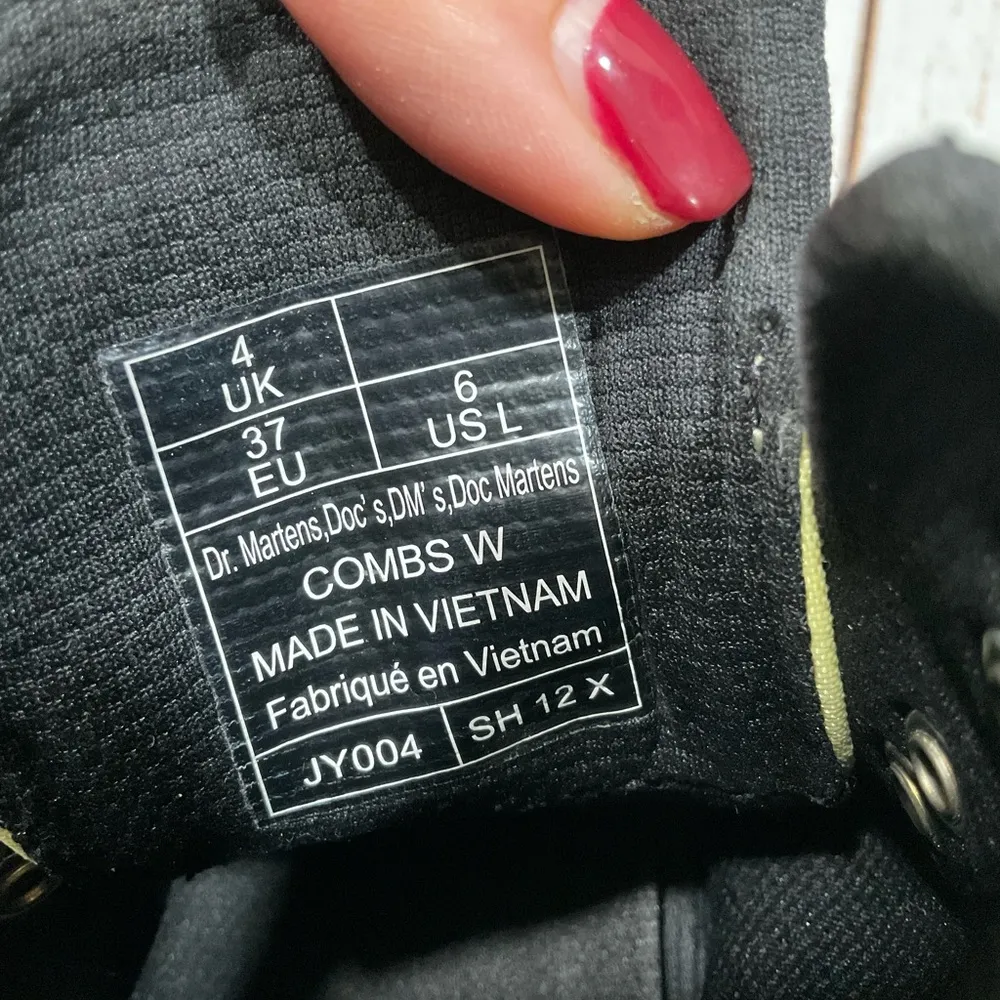 4
UK
37
EU
6
US L
Dr. Martens,Doc's,DM's,Doc Martens
COMBS W
MADE IN VIETNAM
Fabriqué en Vietnam
JY004
SH 12 X